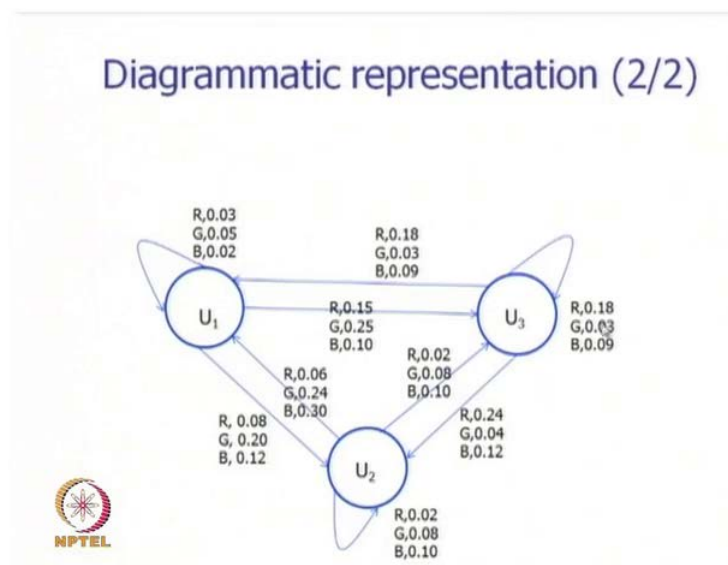 Diagrammatic representation (2/2)
R,0.03
G,0.05
B,0.02
R,0.18
G,0.03
B,0.09
U₁
R,0.15
G,0.25
B,0.10
U₃
R,0.18
G,0.03
B,0.09
R,0.06
G,0.24
B,0.30
R,0.02
G,0.08
B,0.10
R, 0.08
G, 0.20
B, 0.12
R,0.24
G,0.04
B,0.12
U₂
R,0.02
G,0.08
B,0.10
NPTEL